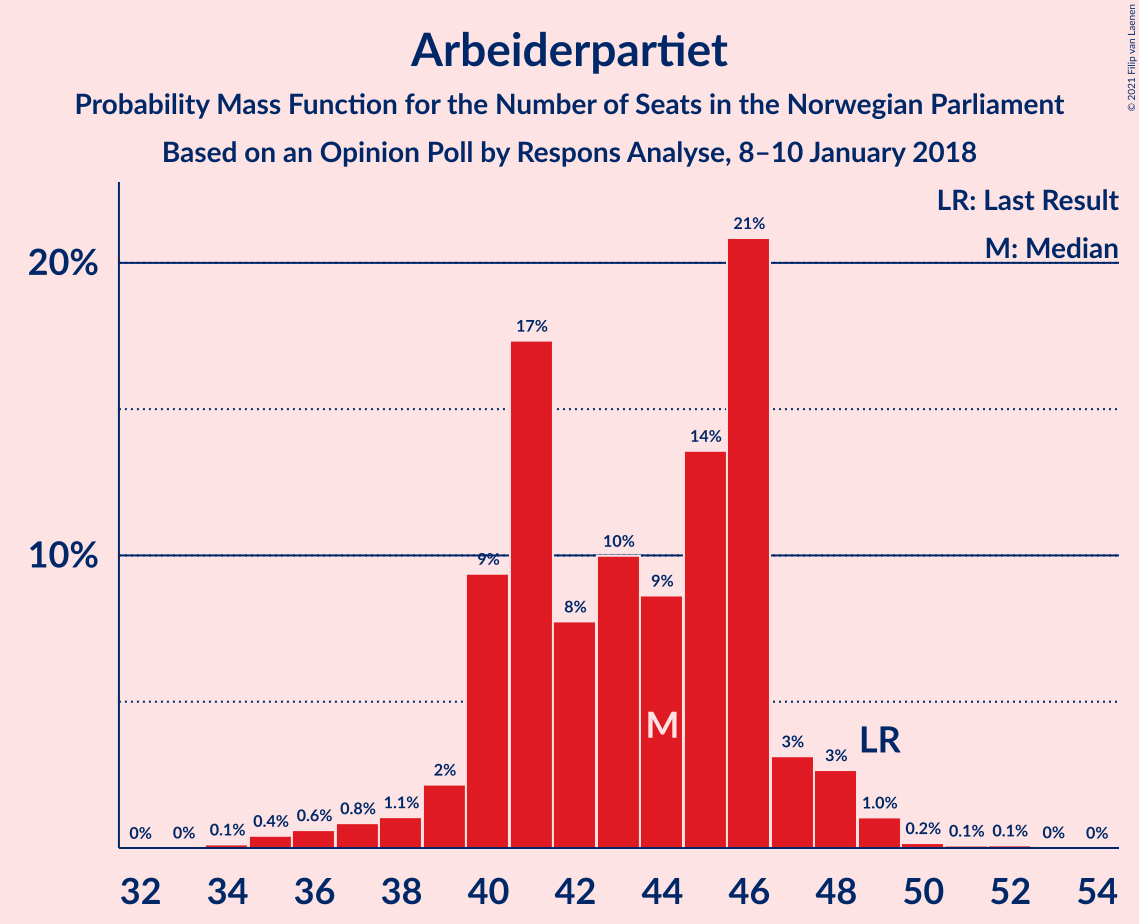 Arbeiderpartiet
Probability Mass Function for the Number of Seats in the Norwegian Parliament
Based on an Opinion Poll by Respons Analyse, 8–10 January 2018
© 2021 Filip van Laenen
LR: Last Result
M: Median
20%
10%
0%
0%
0.1%
0.4%
0.6%
0.8%
1.1%
2%
9%
17%
8%
10%
9%
14%
21%
3%
3%
1.0%
0.2%
0.1%
0.1%
0%
0%
M
LR
32 34 36 38 40 42 44 46 48 50 52 54